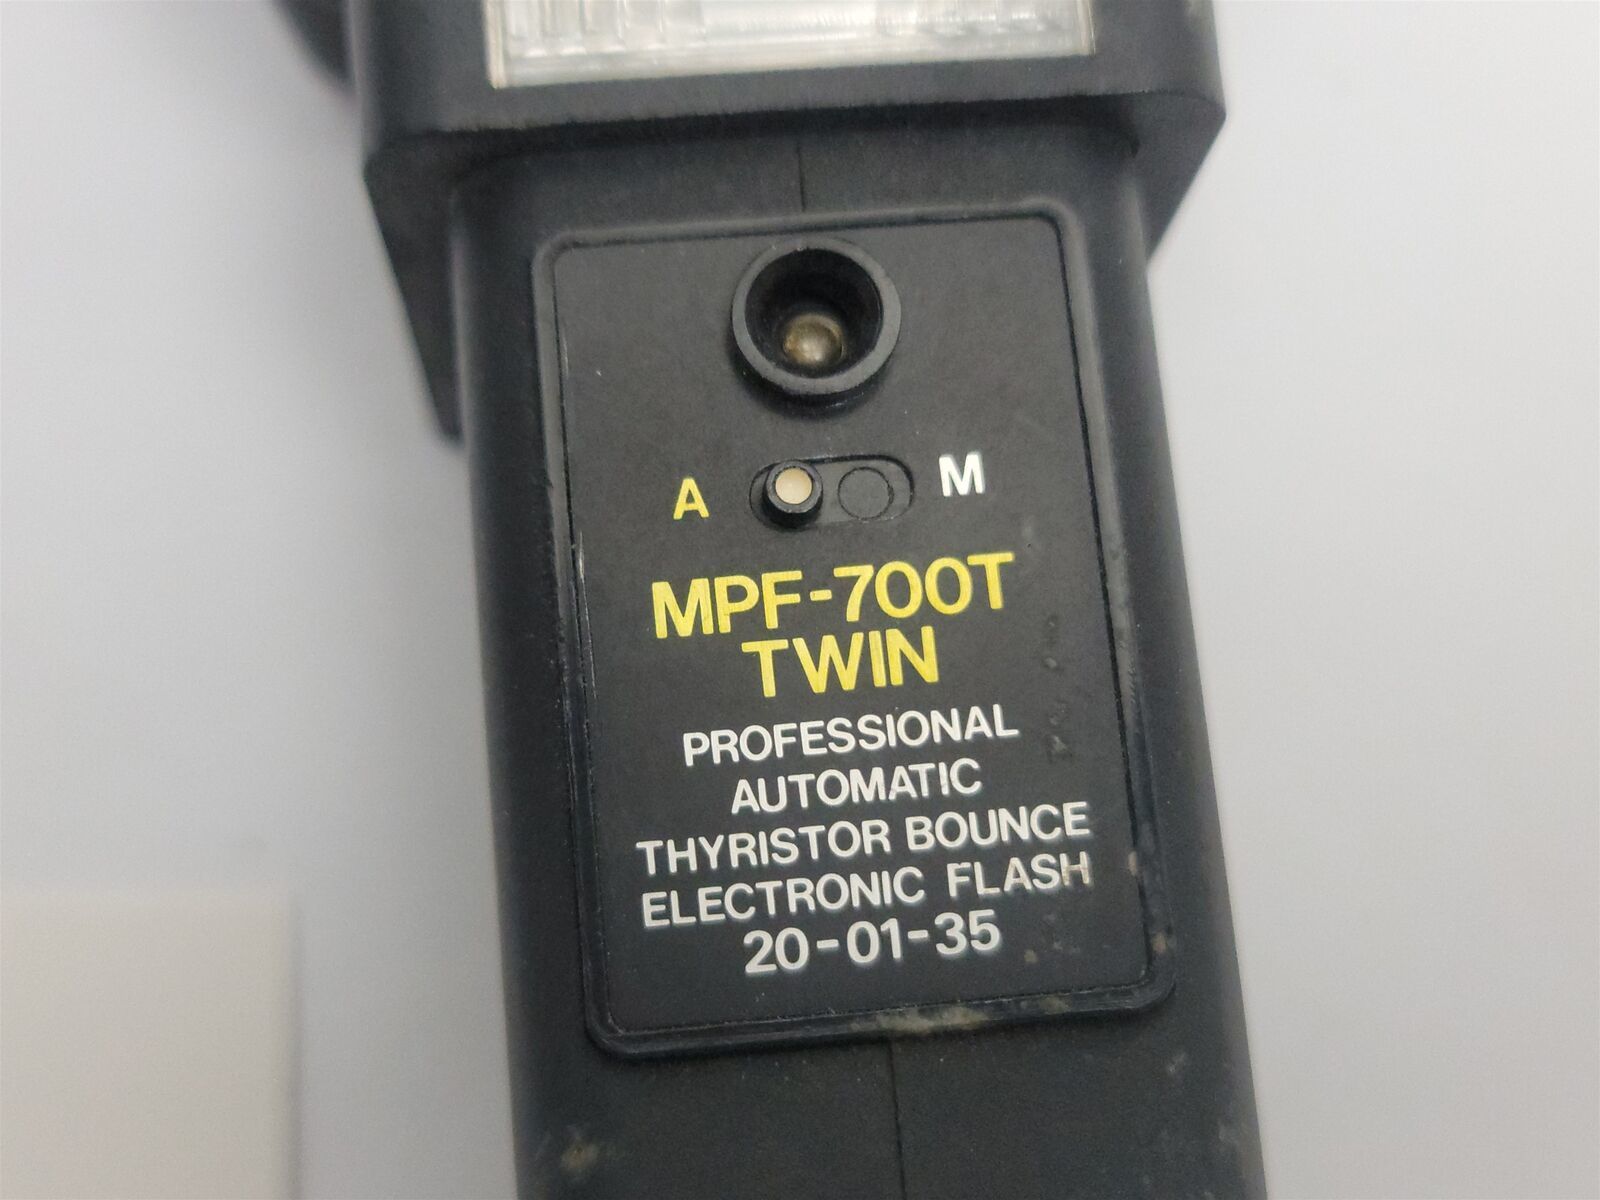 A M
MPF-700T
TWIN
PROFESSIONAL
AUTOMATIC
THYRISTOR BOUNCE
ELECTRONIC FLASH
20-01-35